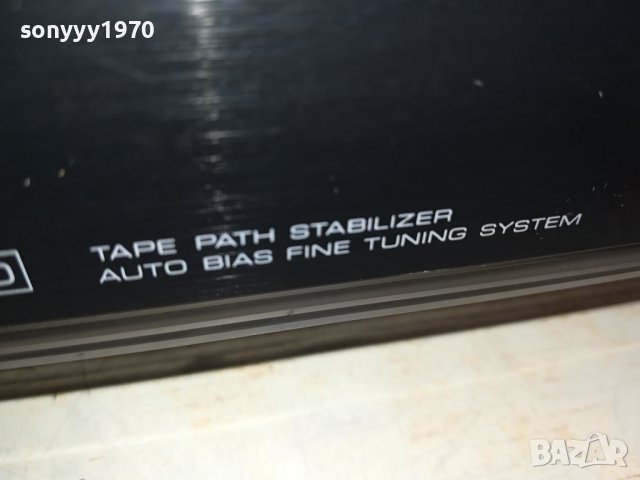 sonyyy1970
TAPE PATH STABILIZER
AUTO BIAS FINE TUNING SYSTEM
BAZAR